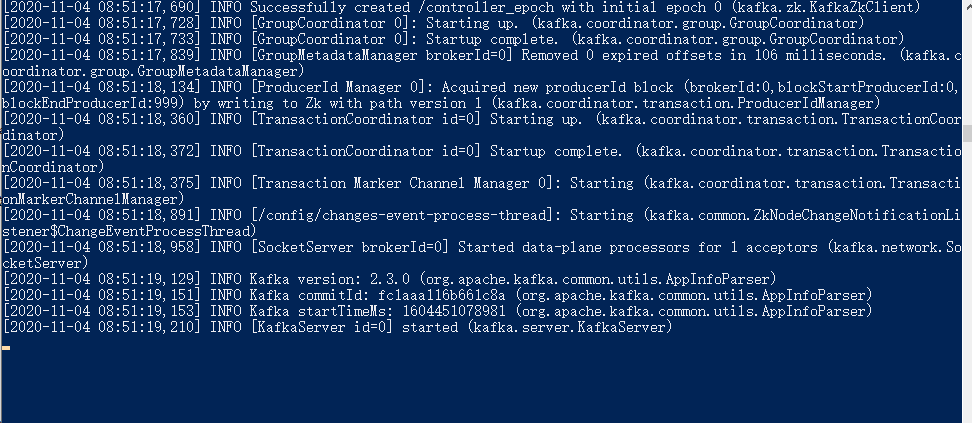 [2020-11-04 08:51:17,690] INFO Successfully created /controller_epoch with initial epoch 0 (kafka.zk.KafkaZkClient)
[2020-11-04 08:51:17,728] INFO [GroupCoordinator 0]: Starting up. (kafka.coordinator.group.GroupCoordinator)
[2020-11-04 08:51:17,733] INFO [GroupCoordinator 0]: Startup complete. (kafka.coordinator.group.GroupCoordinator)
[2020-11-04 08:51:17,839] INFO [GroupMetadataManager brokerId=0] Removed 0 expired offsets in 106 milliseconds. (kafka.c
oordinator.group.GroupMetadataManager)
[2020-11-04 08:51:18,134] INFO [ProducerId Manager 0]: Acquired new producerId block (brokerId:0,blockStartProducerId:0,
blockEndProducerId:999) by writing to Zk with path version 1 (kafka.coordinator.transaction.ProducerIdManager)
[2020-11-04 08:51:18,360] INFO [TransactionCoordinator id=0] Starting up. (kafka.coordinator.transaction.TransactionCoor
dinator)
[2020-11-04 08:51:18,372] INFO [TransactionCoordinator id=0] Startup complete. (kafka.coordinator.transaction.Transactio
nCoordinator)
[2020-11-04 08:51:18,375] INFO [Transaction Marker Channel Manager 0]: Starting (kafka.coordinator.transaction.Transacti
onMarkerChannelManager)
[2020-11-04 08:51:18,891] INFO [/config/changes-event-process-thread]: Starting (kafka.common.ZkNodeChangeNotificationLi
stener$ChangeEventProcessThread)
[2020-11-04 08:51:18,958] INFO [SocketServer brokerId=0] Started data-plane processors for 1 acceptors (kafka.network.So
cketServer)
[2020-11-04 08:51:19,129] INFO Kafka version: 2.3.0 (org.apache.kafka.common.utils.AppInfoParser)
[2020-11-04 08:51:19,151] INFO Kafka commitId: fc1aaa116b661c8a (org.apache.kafka.common.utils.AppInfoParser)
[2020-11-04 08:51:19,153] INFO Kafka startTimeMs: 1604451078981 (org.apache.kafka.common.utils.AppInfoParser)
[2020-11-04 08:51:19,210] INFO [KafkaServer id=0] started (kafka.server.KafkaServer)